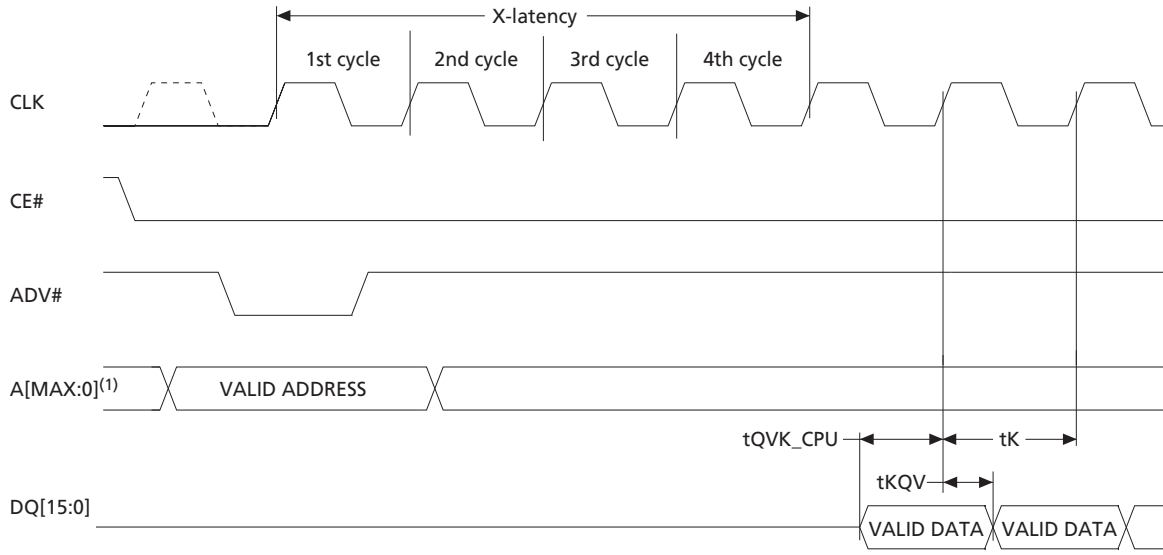 X-latency
1st cycle 2nd cycle 3rd cycle 4th cycle
CLK
CE#
ADV#
A[MAX:0](1) VALID ADDRESS
tQVK_CPU tK
tKQV
DQ[15:0]
VALID DATA VALID DATA